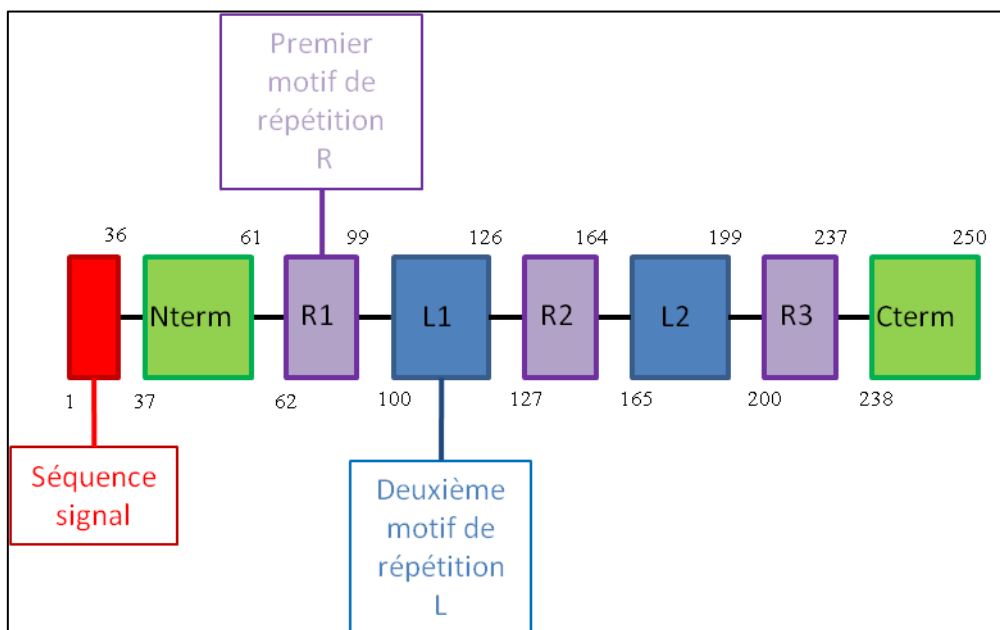 Premier
motif de
répétition
R
36 61 99 126 164 199 237 250
Nterm R1 L1 R2 L2 R3 Cterm
1 37 62 100 127 165 200 238
Séquence
signal
Deuxième
motif de
répétition
L